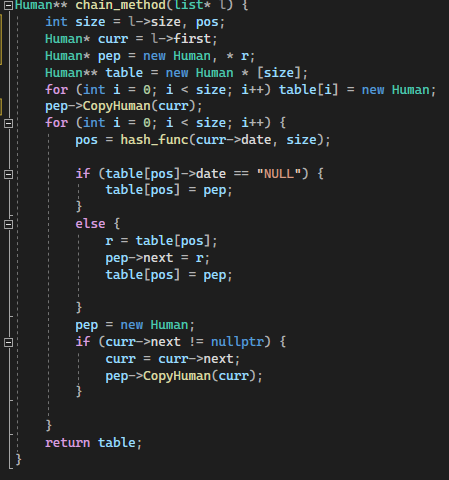 Human** chain_method(list* l) {
    int size = l->size, pos;
    Human* curr = l->first;
    Human* pep = new Human, * r;
    Human** table = new Human * [size];
    for (int i = 0; i < size; i++) table[i] = new Human;
    pep->CopyHuman(curr);
    for (int i = 0; i < size; i++) {
        pos = hash_func(curr->date, size);
        if (table[pos]->date == "NULL") {
            table[pos] = pep;
        }
        else {
            r = table[pos];
            pep->next = r;
            table[pos] = pep;
        }
        pep = new Human;
        if (curr->next != nullptr) {
            curr = curr->next;
            pep->CopyHuman(curr);
        }
    }
    return table;
}